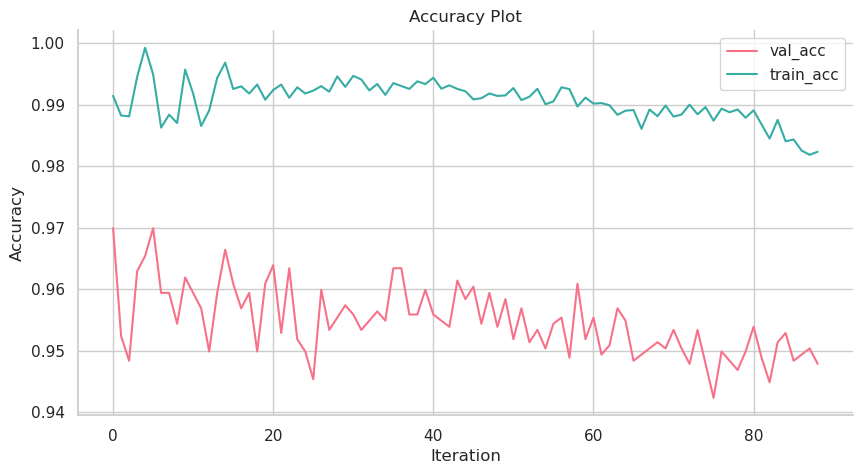 Accuracy Plot
val_acc
train_acc
1.00
0.99
0.98
0.97
0.96
0.95
0.94
Accuracy
0 20 40 60 80
Iteration